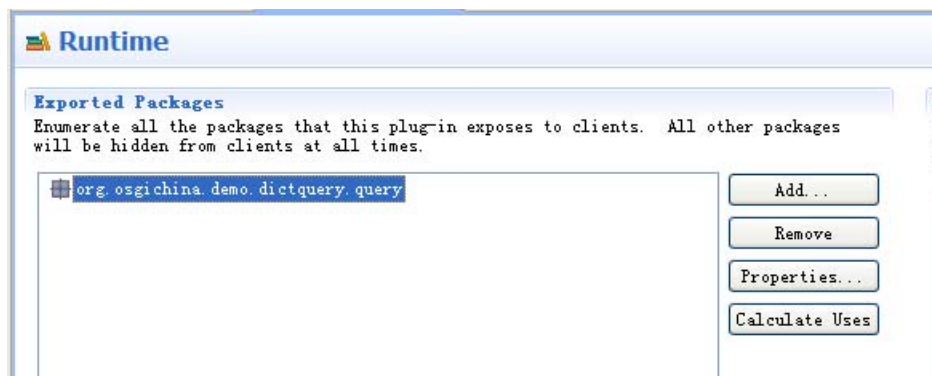 Runtime
Exported Packages
Enumerate all the packages that this plug-in exposes to clients.  All other packages
will be hidden from clients at all times.
org.osgichina.demo.dictquery.query
Add...
Remove
Properties...
Calculate Uses